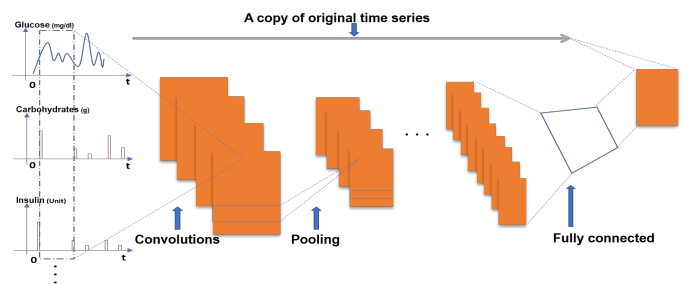 A copy of original time series
Glucose (mg/dl)
0 t
Carbohydrates (g)
0 t
Insulin (Unit)
0 t
Convolutions
Pooling
Fully connected
. . .